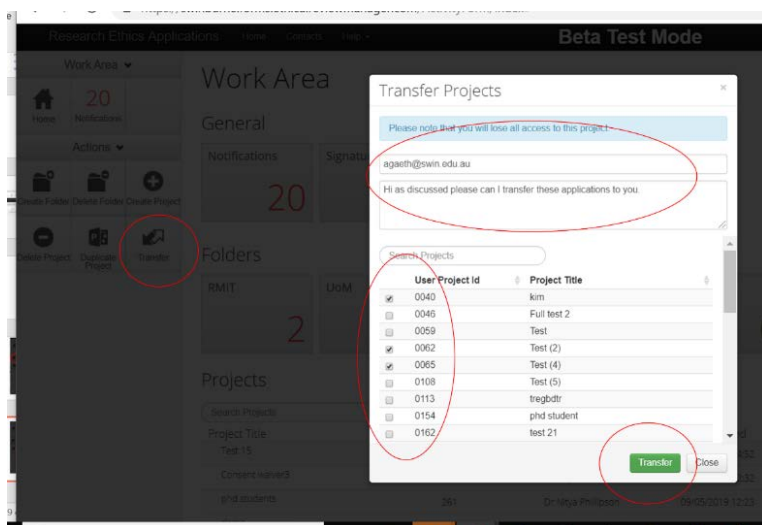 Research Ethics Applications Home Contacts Help Beta Test Mode
Work Area
Home
20
Notifications
Actions
Create Folder Delete Folder Create Project
Delete Project Duplicate Project Transfer
Work Area
General
Notifications
20
Folders
RMIT
2
UoM
Projects
Search Projects
Project Title
Test 15
Consent waiver3
phd students
261
Dr Nitya Phillipson
09/05/2019 12:23
Transfer Projects
×
Please note that you will lose all access to this project
agaeth@swin.edu.au
Hi as discussed please can I transfer these applications to you.
Search Projects
User Project Id Project Title
0040 kim
0046 Full test 2
0059 Test
0062 Test (2)
0065 Test (4)
0108 Test (5)
0113 tregbdtr
0154 phd student
0162 test 21
Transfer Close